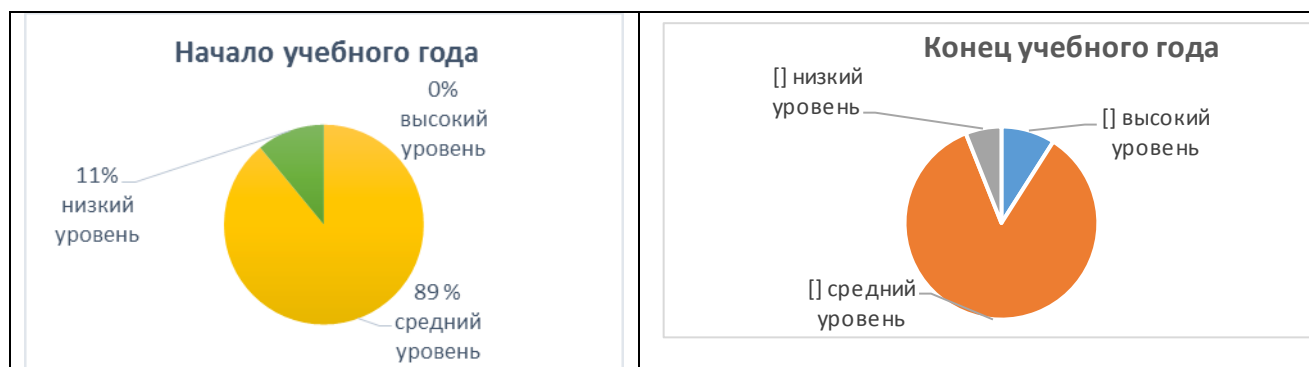 Начало учебного года
0%
высокий
уровень
11%
низкий
уровень
89 %
средний
уровень
Конец учебного года
[] низкий
уровень
[] высокий
уровень
[] средний
уровень